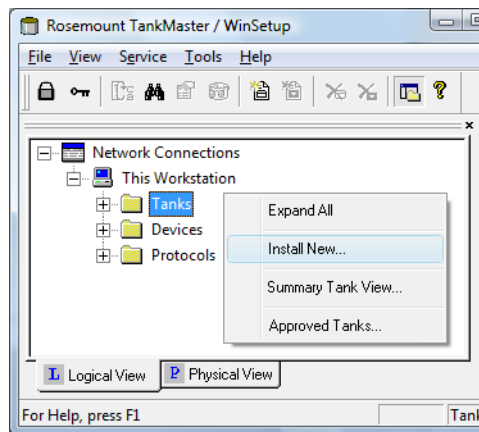 Rosemount TankMaster / WinSetup
File View Service Tools Help
Network Connections
This Workstation
Tanks
Devices
Protocols
Expand All
Install New...
Summary Tank View...
Approved Tanks...
L Logical View
P Physical View
For Help, press F1
Tank